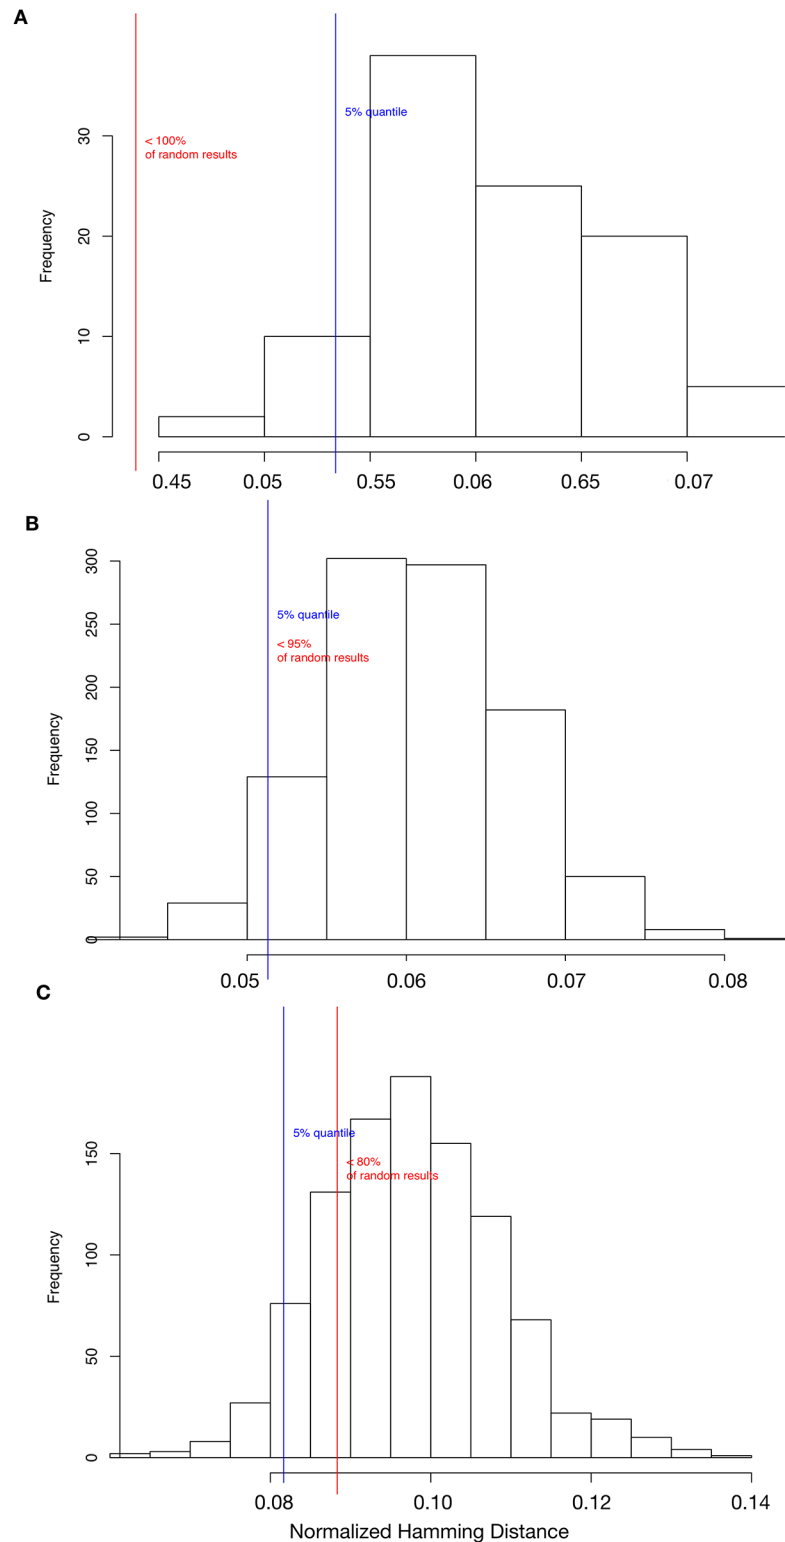 A
Frequency
0
10
20
30
< 100%
of random results
5% quantile
0.45 0.05 0.55 0.06 0.65 0.07
B
Frequency
0
50
100
150
200
250
300
5% quantile
< 95%
of random results
0.05 0.06 0.07 0.08
C
Frequency
0
50
100
150
5% quantile
< 80%
of random results
0.08 0.10 0.12 0.14
Normalized Hamming Distance